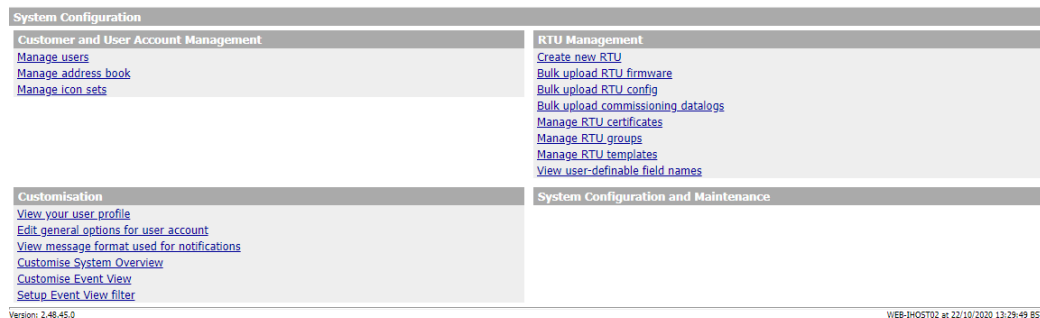 System Configuration
Customer and User Account Management
Manage users
Manage address book
Manage icon sets
RTU Management
Create new RTU
Bulk upload RTU firmware
Bulk upload RTU config
Bulk upload commissioning datalogs
Manage RTU certificates
Manage RTU groups
Manage RTU templates
View user-definable field names
Customisation
View your user profile
Edit general options for user account
View message format used for notifications
Customise System Overview
Customise Event View
Setup Event View filter
System Configuration and Maintenance
Version: 2.48.45.0
WEB-IHOST02 at 22/10/2020 13:29:49 BS